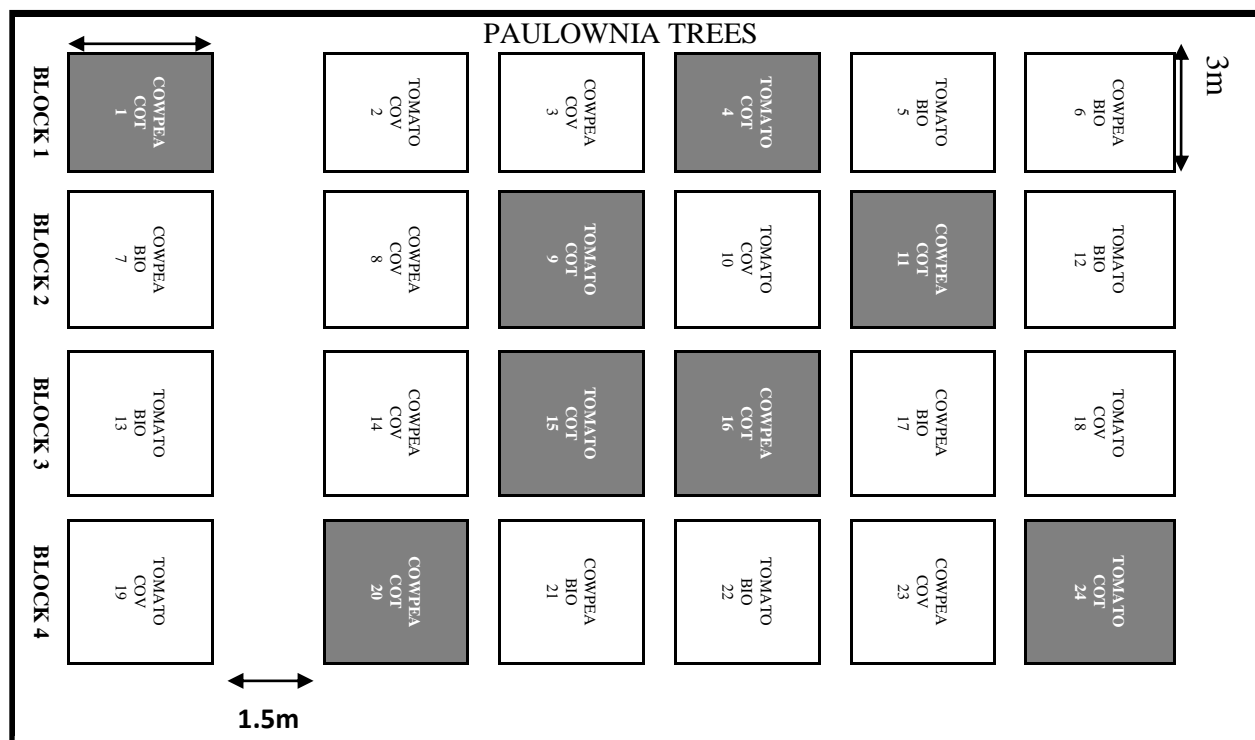 PAULOWNIA TREES
3m
BLOCK 1
COWPEA
COT
1
TOMATO
COV
2
COWPEA
COV
3
TOMATO
COT
4
TOMATO
BIO
5
COWPEA
BIO
6
BLOCK 2
COWPEA
BIO
7
COWPEA
COV
8
TOMATO
COT
9
TOMATO
COV
10
COWPEA
COT
11
TOMATO
BIO
12
BLOCK 3
TOMATO
BIO
13
COWPEA
COV
14
TOMATO
COT
15
COWPEA
COT
16
COWPEA
BIO
17
TOMATO
COV
18
BLOCK 4
TOMATO
COV
19
COWPEA
COT
20
COWPEA
BIO
21
TOMATO
BIO
22
COWPEA
COV
23
TOMATO
COT
24
1.5m